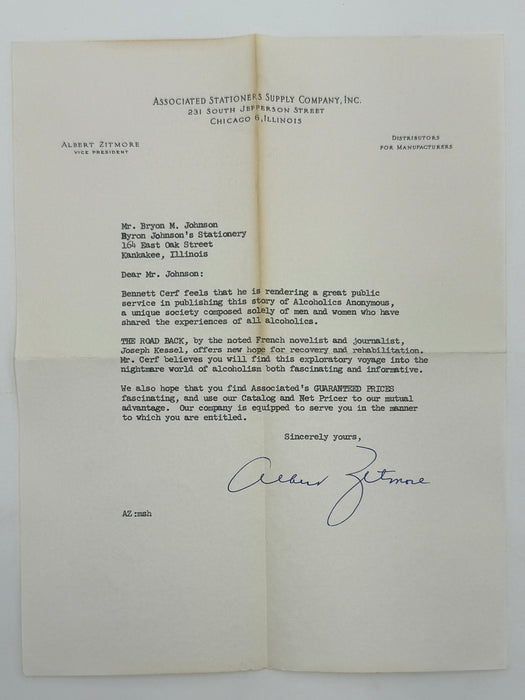 ASSOCIATED STATIONERS SUPPLY COMPANY, INC.
231 SOUTH JEFFERSON STREET
CHICAGO 6, ILLINOIS
ALBERT ZITMORE
VICE PRESIDENT
DISTRIBUTORS
FOR MANUFACTURERS
Mr. Bryon M. Johnson
Byron Johnson's Stationery
164 East Oak Street
Kankakee, Illinois
Dear Mr. Johnson:
Bennett Cerf feels that he is rendering a great public
service in publishing this story of Alcoholics Anonymous,
a unique society composed solely of men and women who have
shared the experiences of all alcoholics.
THE ROAD BACK, by the noted French novelist and journalist,
Joseph Kessel, offers new hope for recovery and rehabilitation.
Mr. Cerf believes you will find this exploratory voyage into the
nightmare world of alcoholism both fascinating and informative.
We also hope that you find Associated's GUARANTEED PRICES
fascinating, and use our Catalog and Net Pricer to our mutual
advantage. Our company is equipped to serve you in the manner
to which you are entitled.
Sincerely yours,
Albert Zitmore
AZ:msh